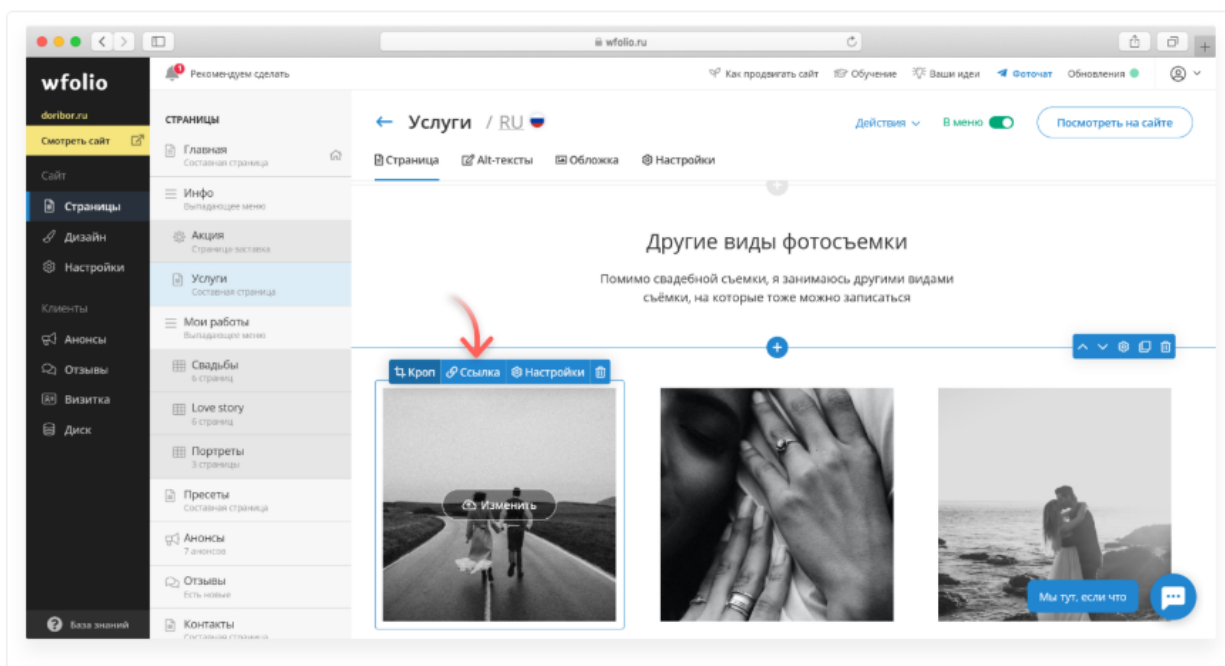 wfolio.ru
wfolio
Рекомендуем сделать
1
Как продвигать сайт
Обучение
Ваши идеи
Фоточат
Обновления
doribor.ru
Смотреть сайт
Сайт
Страницы
Дизайн
Настройки
Клиенты
Анонсы
Отзывы
Визитка
Диск
База знаний
СТРАНИЦЫ
Главная
Составная страница
Инфо
Выпадающее меню
Акция
Страница-заставка
Услуги
Составная страница
Мои работы
Выпадающее меню
Свадьбы
6 страниц
Love story
6 страниц
Портреты
3 страницы
Пресеты
Составная страница
Анонсы
7 анонсов
Отзывы
Есть новые
Контакты
Составная страница
Услуги / RU
Действия
В меню
Посмотреть на сайте
Страница
Alt-тексты
Обложка
Настройки
Другие виды фотосъемки
Помимо свадебной съемки, я занимаюсь другими видами
съёмки, на которые тоже можно записаться
Кроп
Ссылка
Настройки
Изменить
Мы тут, если что